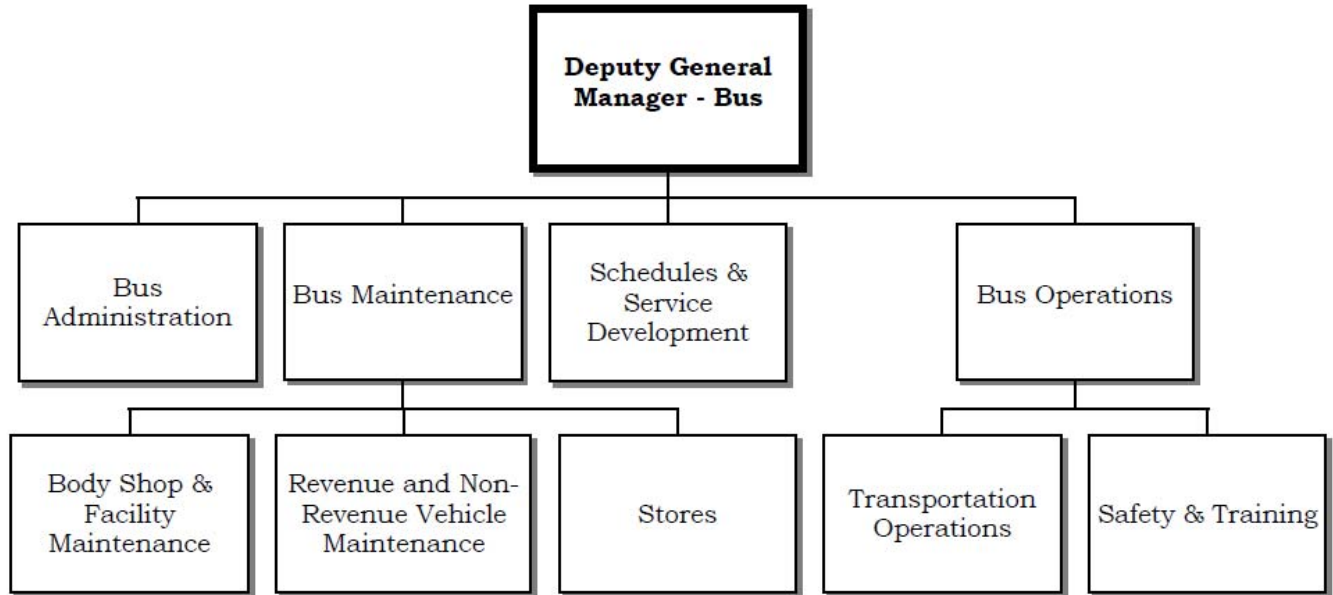 Deputy General
Manager - Bus
Bus
Administration
Bus Maintenance
Schedules &
Service
Development
Bus Operations
Body Shop &
Facility
Maintenance
Revenue and Non-
Revenue Vehicle
Maintenance
Stores
Transportation
Operations
Safety & Training